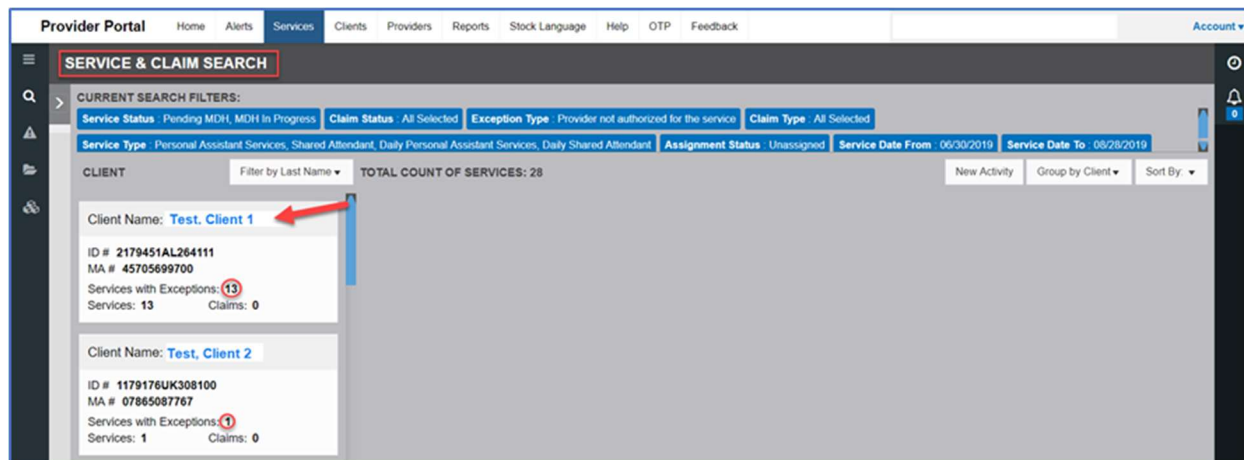 Provider Portal Home Alerts Services Clients Providers Reports Stock Language Help OTP Feedback Account
SERVICE & CLAIM SEARCH
CURRENT SEARCH FILTERS:
Service Status : Pending MDH, MDH In Progress Claim Status : All Selected Exception Type : Provider not authorized for the service Claim Type : All Selected
Service Type : Personal Assistant Services, Shared Attendant, Daily Personal Assistant Services, Daily Shared Attendant Assignment Status : Unassigned Service Date From : 06/30/2019 Service Date To : 08/28/2019
0
CLIENT Filter by Last Name TOTAL COUNT OF SERVICES: 28 New Activity Group by Client Sort By:
Client Name: Test. Client 1
ID # 2179451AL264111
MA # 45705699700
Services with Exceptions: 13
Services: 13 Claims: 0
Client Name: Test, Client 2
ID # 1179176UK308100
MA # 07865087767
Services with Exceptions: 1
Services: 1 Claims: 0